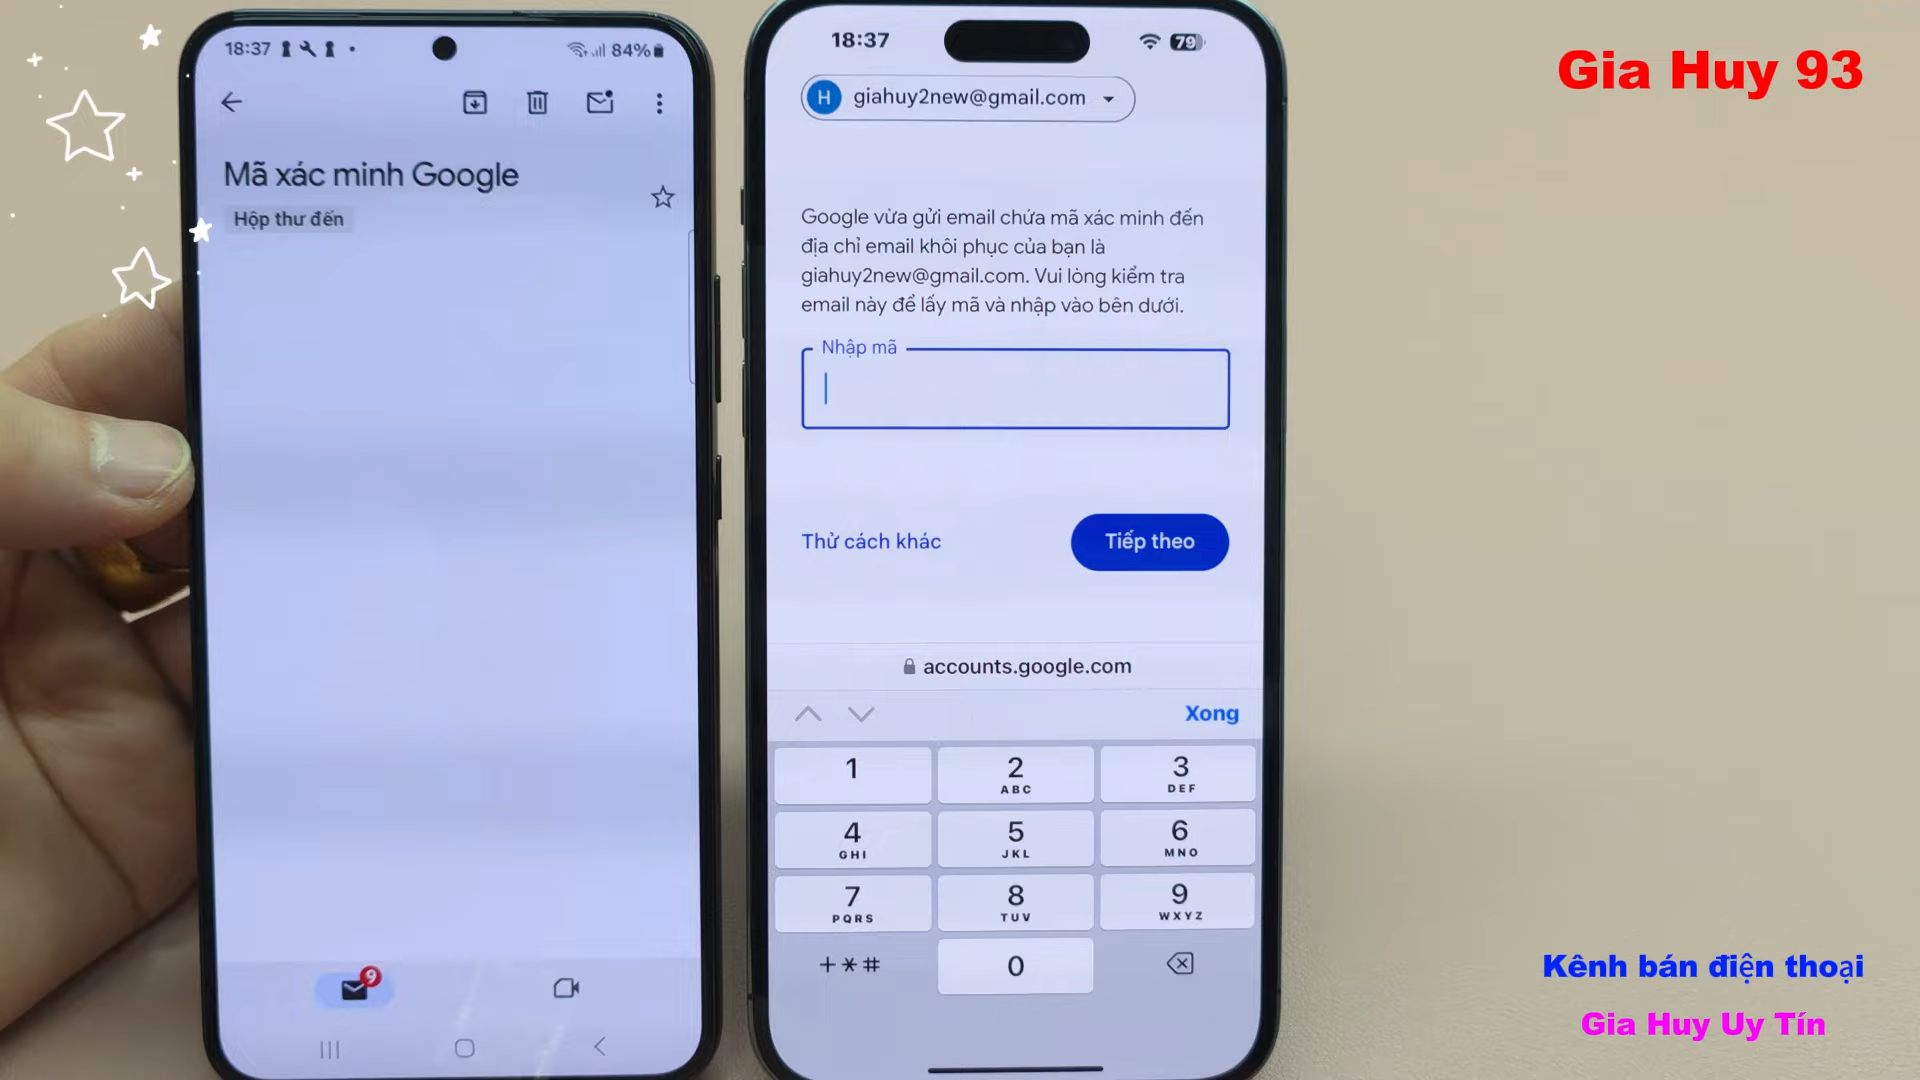 18:37
84%
Mã xác minh Google
Hộp thư đến
9
18:37
79
H
giahuy2new@gmail.com
Google vừa gửi email chứa mã xác minh đến
địa chỉ email khôi phục của bạn là
giahuy2new@gmail.com. Vui lòng kiểm tra
email này để lấy mã và nhập vào bên dưới.
Nhập mã
Thử cách khác
Tiếp theo
accounts.google.com
Xong
1
2
ABC
3
DEF
4
GHI
5
JKL
6
MNO
7
PQRS
8
TUV
9
WXYZ
+*#
0
Gia Huy 93
Kênh bán điện thoại
Gia Huy Uy Tín